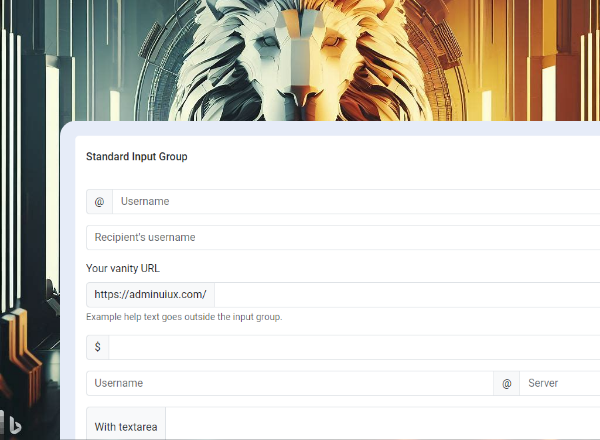 Standard Input Group
@ Username
Recipient's username
Your vanity URL
https://adminuiux.com/
Example help text goes outside the input group.
$
Username @ Server
With textarea